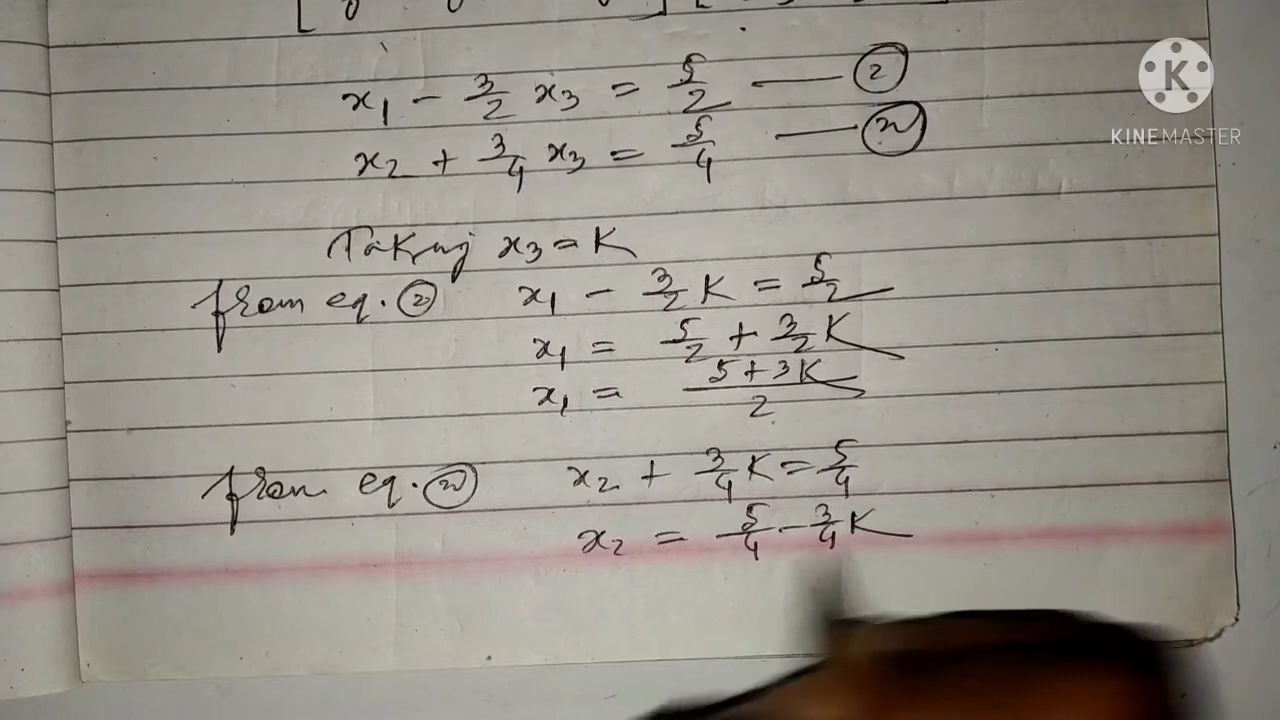 x₁ - 3/2 x₃ = 5/2 — (2)
x₂ + 3/4 x₃ = 5/4 —
Taking x₃ = K
from eq. (2) x₁ - 3/2 K = 5/2
x₁ = 5/2 + 3/2 K
x₁ = (5 + 3K)/2
from eq. x₂ + 3/4 K = 5/4
x₂ = 5/4 - 3/4 K
K
KINEMASTER